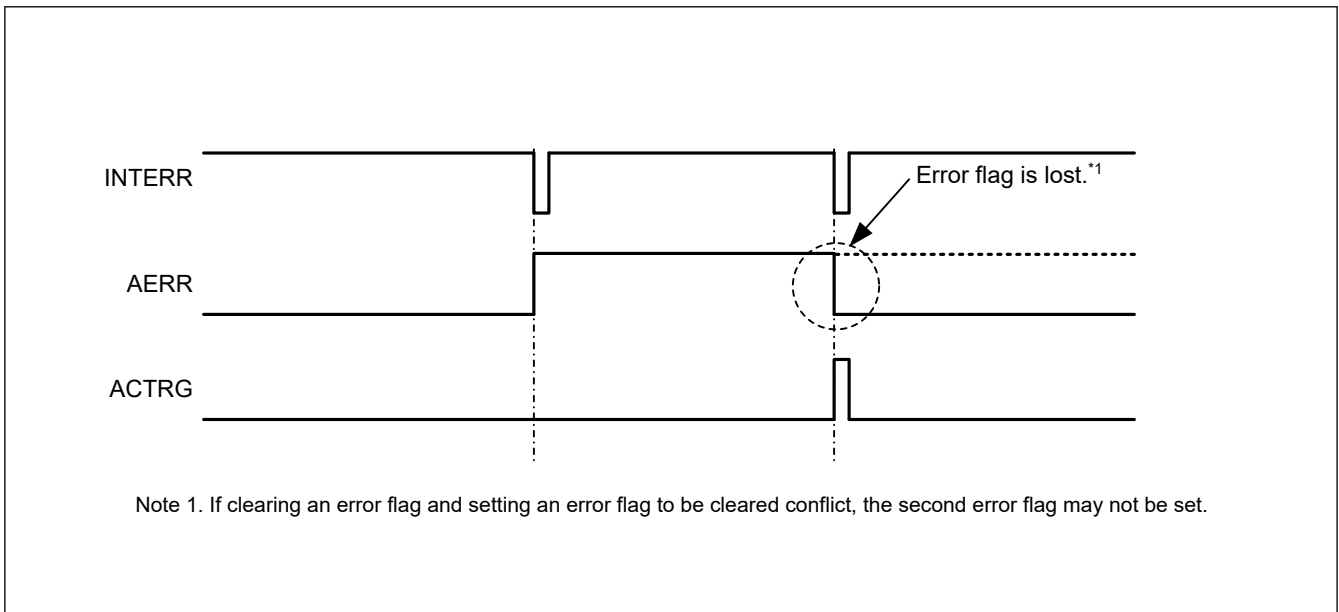 INTERR
Error flag is lost.*1
AERR
ACTRG
Note 1. If clearing an error flag and setting an error flag to be cleared conflict, the second error flag may not be set.